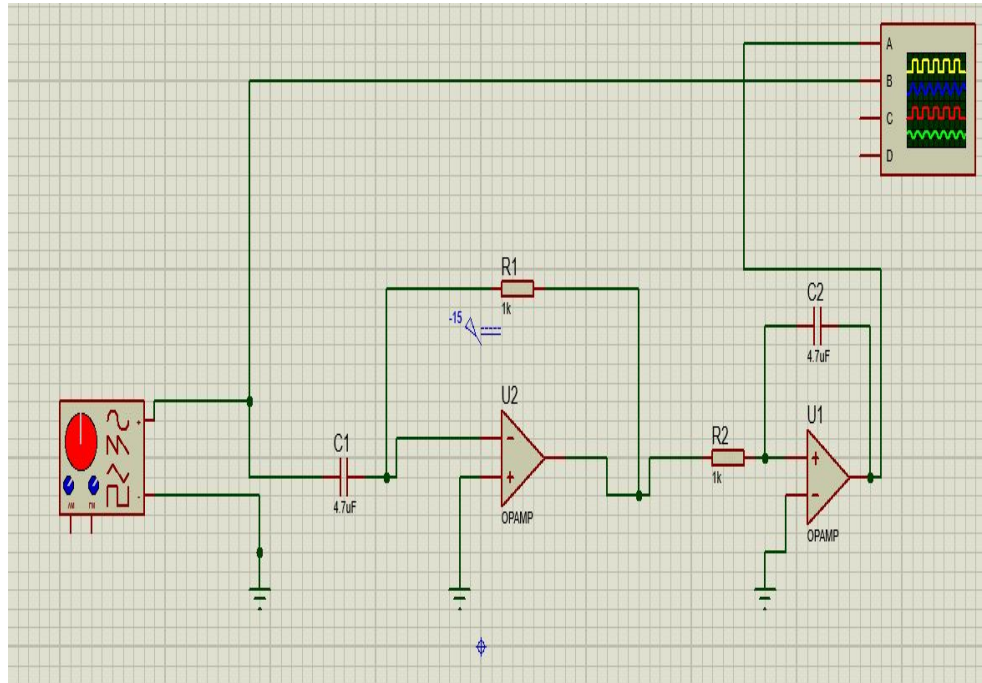 A
B
C
D
R1
1k
-15
C2
4.7uF
U2
U1
C1
4.7uF
R2
1k
+
-
-
+
+
-
OPAMP
OPAMP